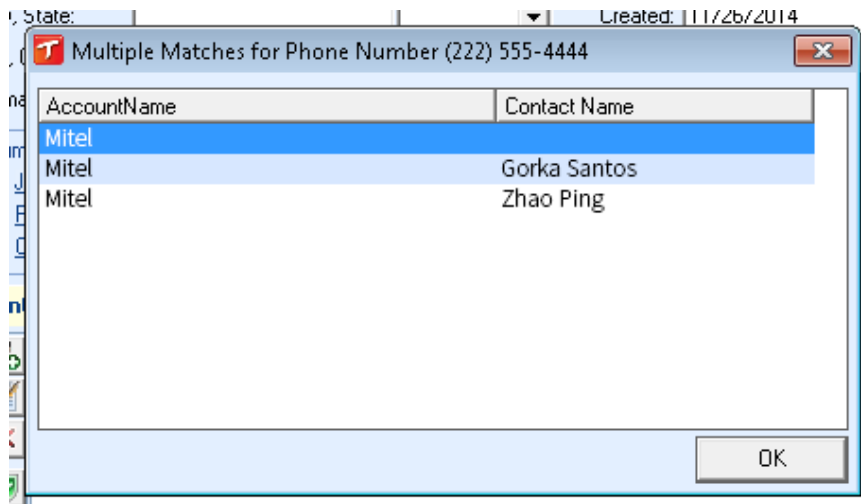 State:
Created: 11/26/2014
Multiple Matches for Phone Number (222) 555-4444
AccountName Contact Name
Mitel
Mitel Gorka Santos
Mitel Zhao Ping
OK